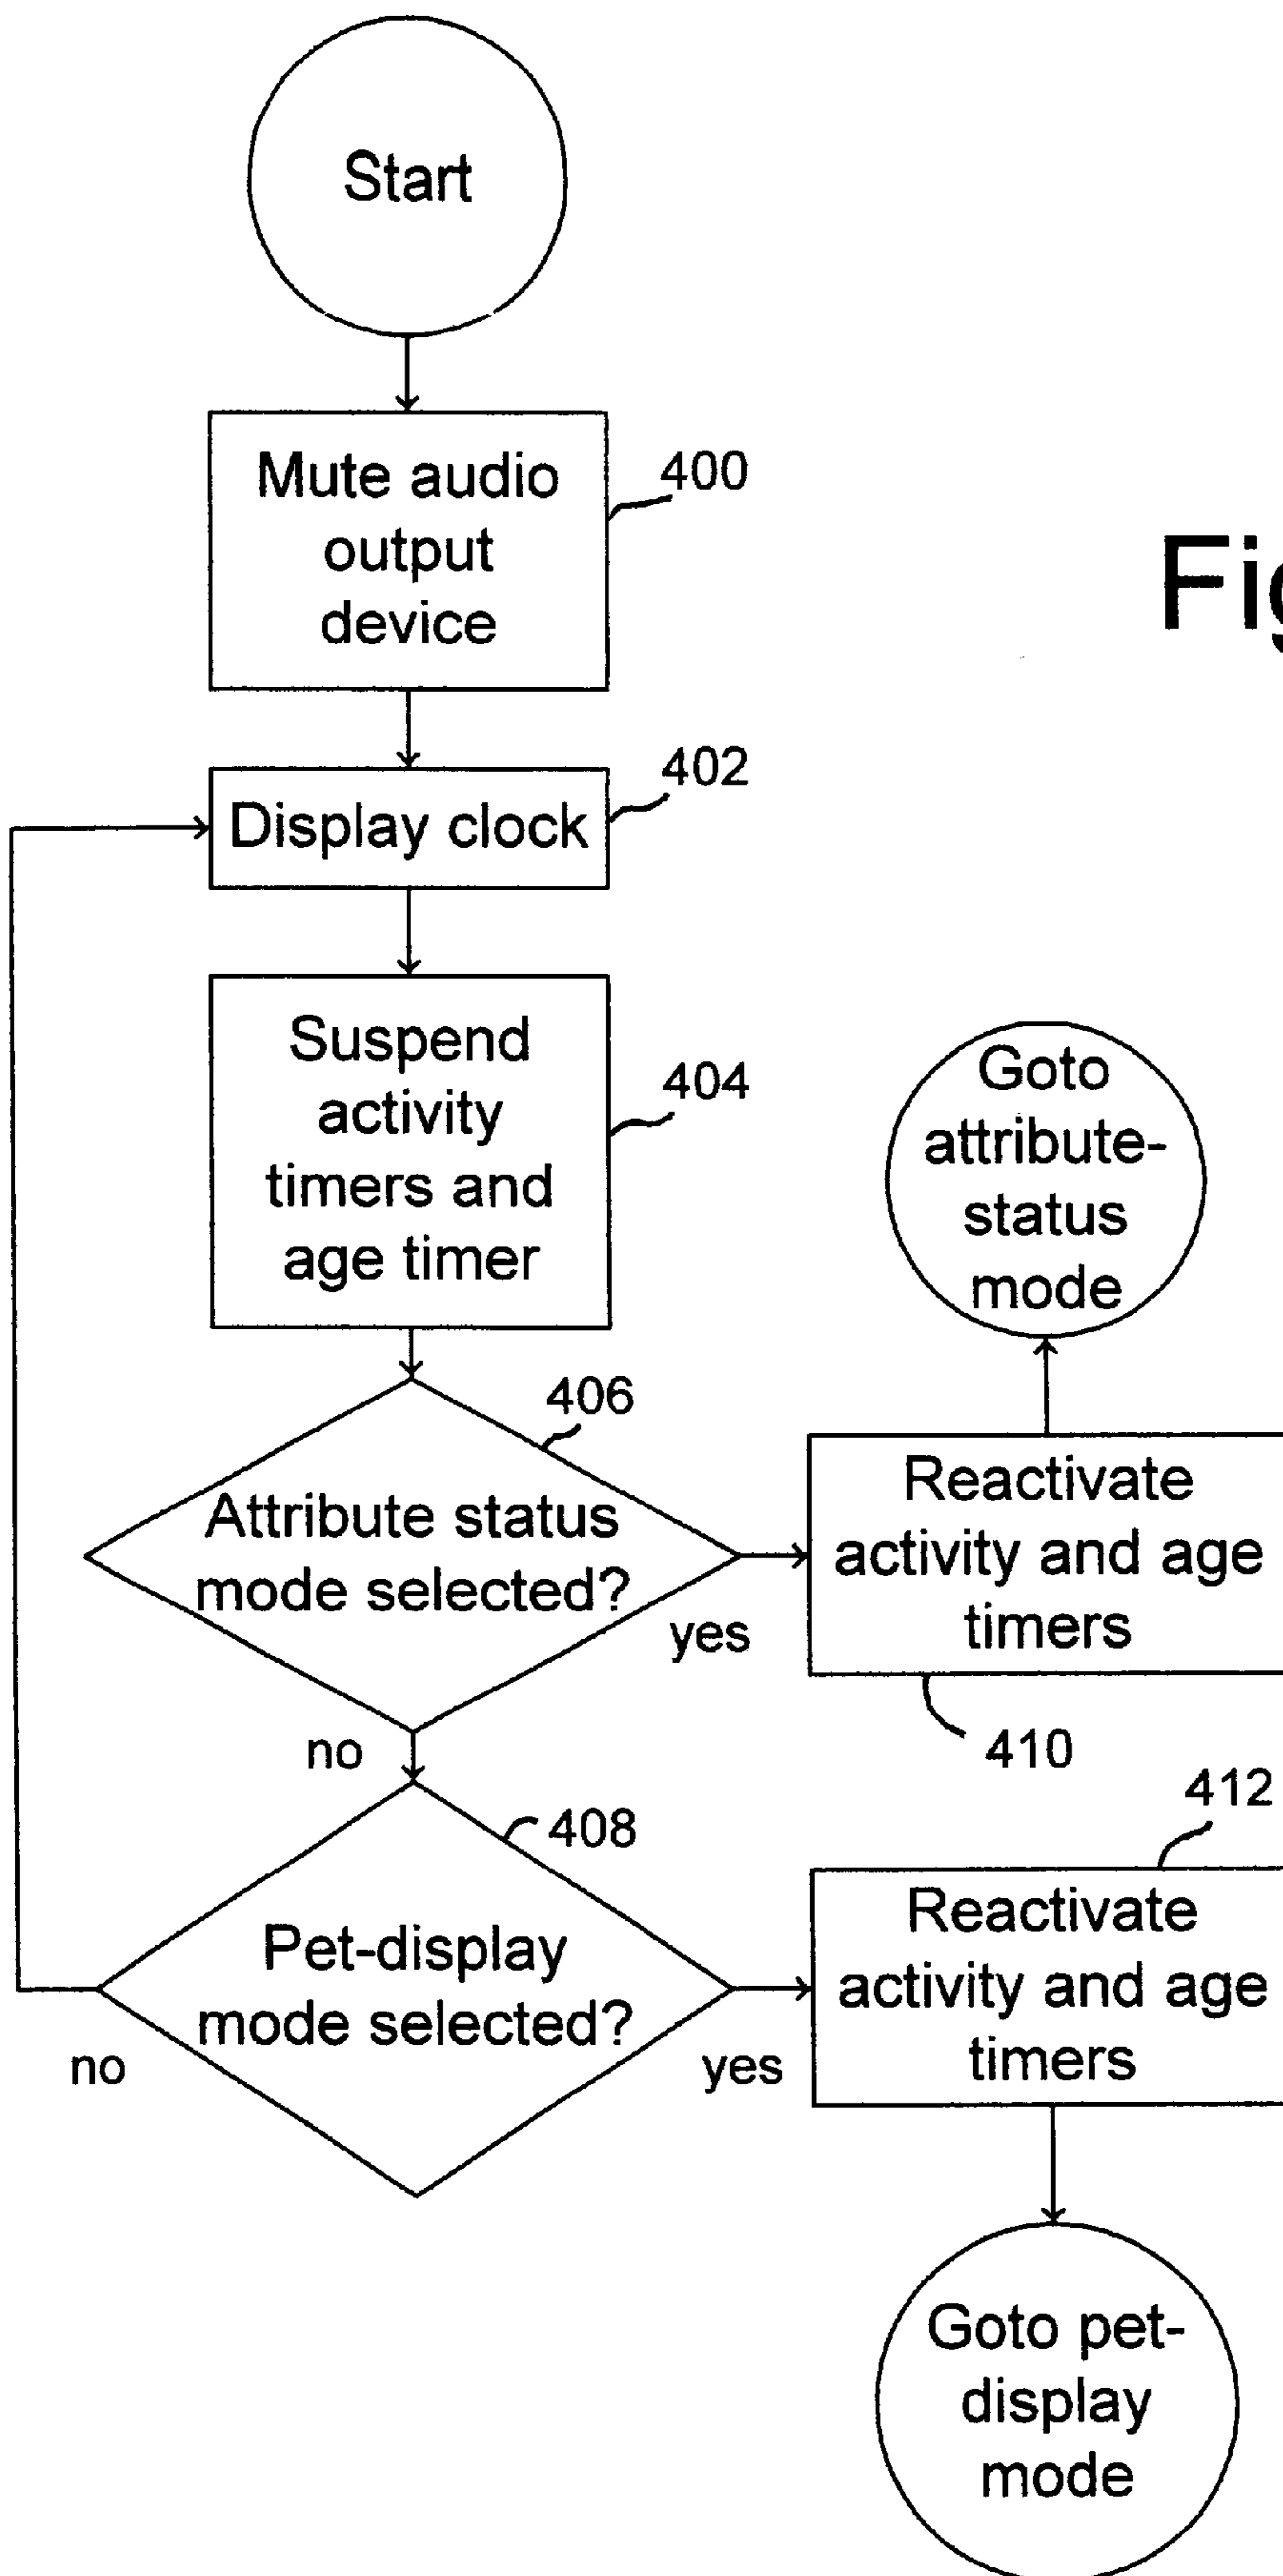 Start
Mute audio
output
device
400
Fig
Display clock
402
Suspend
activity
timers and
age timer
404
Goto
attribute-
status
mode
406
Attribute status
mode selected?
yes
Reactivate
activity and age
timers
410
no
408
412
Pet-display
mode selected?
no
yes
Reactivate
activity and age
timers
Goto pet-
display
mode